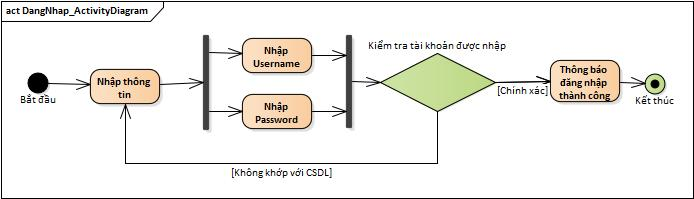 act DangNhap_ActivityDiagram
Bắt đầu
Nhập thông
tin
Nhập
Username
Nhập
Password
Kiểm tra tài khoản được nhập
[Chính xác]
[Không khớp với CSDL]
Thông báo
đăng nhập
thành công
Kết thúc